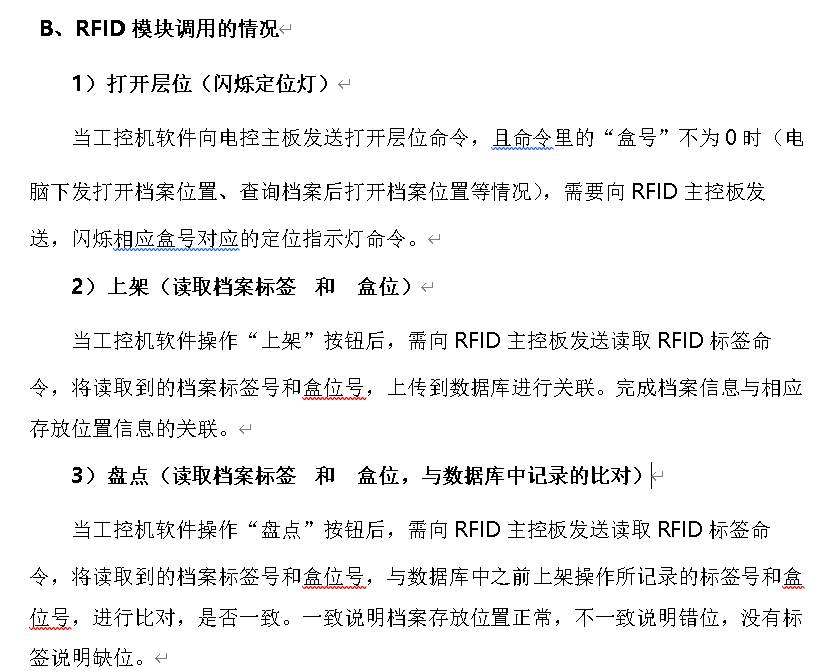 B、RFID 模块调用的情况
1）打开层位（闪烁定位灯）
当工控机软件向电控主板发送打开层位命令，且命令里的“盒号”不为 0 时（电
脑下发打开档案位置、查询档案后打开档案位置等情况），需要向 RFID 主控板发
送，闪烁相应盒号对应的定位指示灯命令。
2）上架（读取档案标签 和 盒位）
当工控机软件操作“上架”按钮后，需向 RFID 主控板发送读取 RFID 标签命
令，将读取到的档案标签号和盒位号，上传到数据库进行关联。完成档案信息与相应
存放位置信息的关联。
3）盘点（读取档案标签 和 盒位，与数据库中记录的比对）
当工控机软件操作“盘点”按钮后，需向 RFID 主控板发送读取 RFID 标签命
令，将读取到的档案标签号和盒位号，与数据库中之前上架操作所记录的标签号和盒
位号，进行比对，是否一致。一致说明档案存放位置正常，不一致说明错位，没有标
签说明缺位。